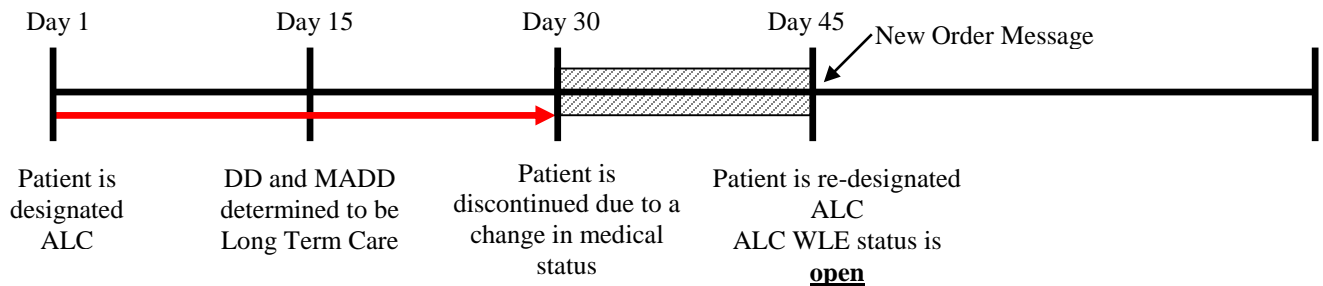 Day 1
Day 15
Day 30
Day 45
New Order Message
Patient is
designated
ALC
DD and MADD
determined to be
Long Term Care
Patient is
discontinued due to a
change in medical
status
Patient is re-designated
ALC
ALC WLE status is
open